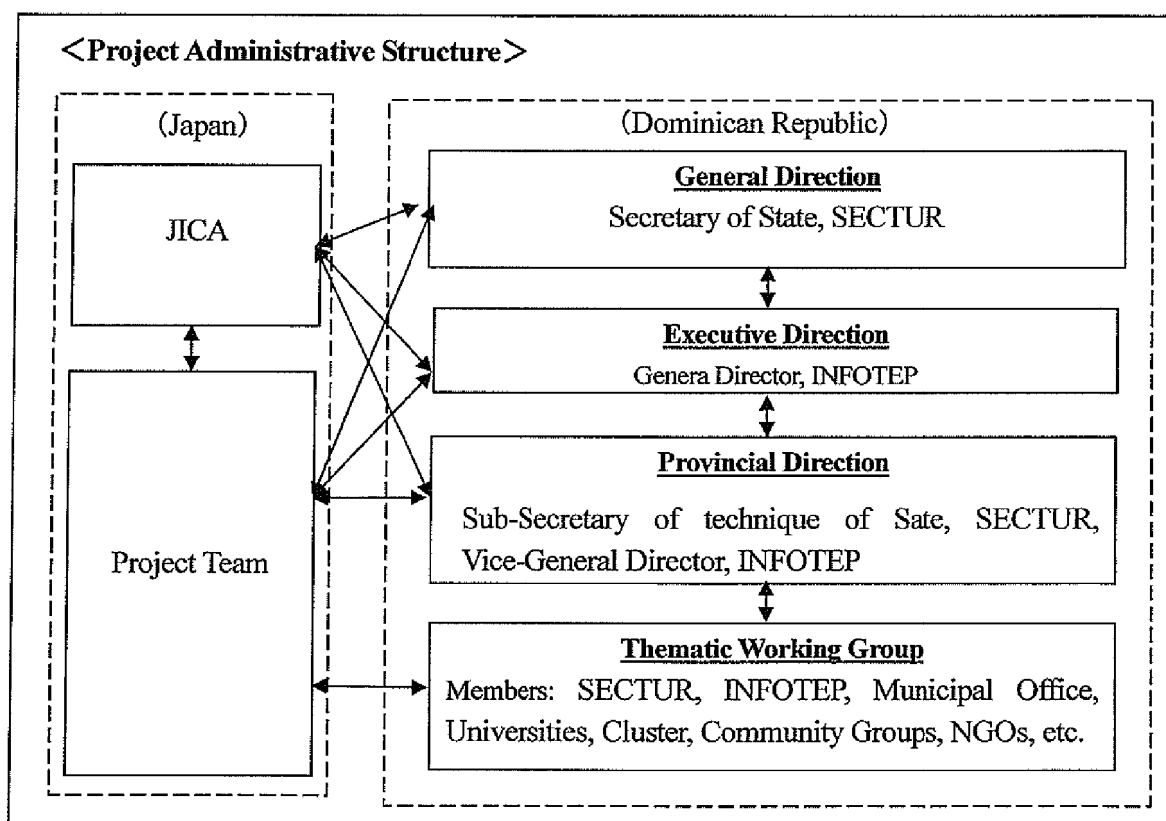 ＜Project Administrative Structure＞
(Japan)
JICA
Project Team
(Dominican Republic)
General Direction
Secretary of State, SECTUR
Executive Direction
Genera Director, INFOTEP
Provincial Direction
Sub-Secretary of technique of Sate, SECTUR,
Vice-General Director, INFOTEP
Thematic Working Group
Members: SECTUR, INFOTEP, Municipal Office,
Universities, Cluster, Community Groups, NGOs, etc.